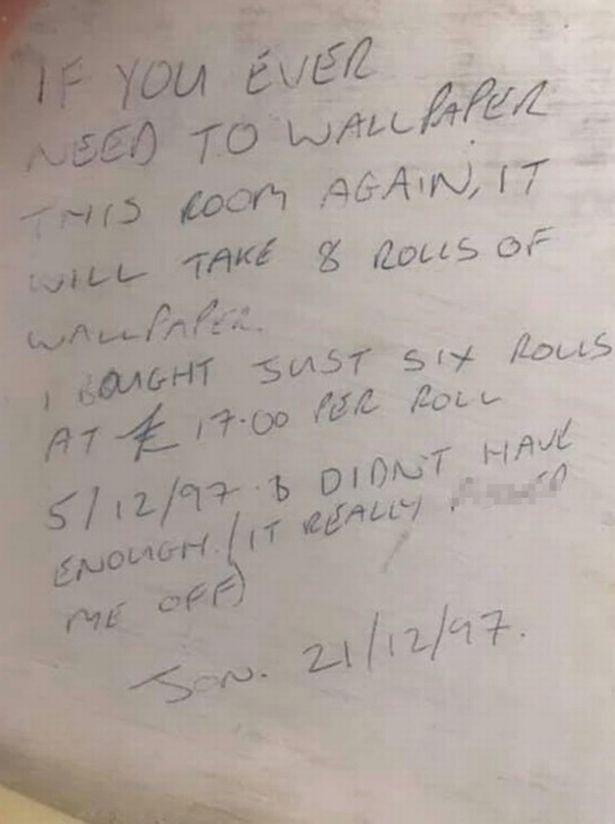 IF YOU EVER
NEED TO WALLPAPER
THIS ROOM AGAIN, IT
WILL TAKE 8 ROLLS OF
WALLPAPER.
I BOUGHT JUST SIX ROLLS
AT £17.00 PER ROLL
5/12/97. & DIDN'T HAVE
ENOUGH. (IT REALLY
ME OFF)
JON. 21/12/97.